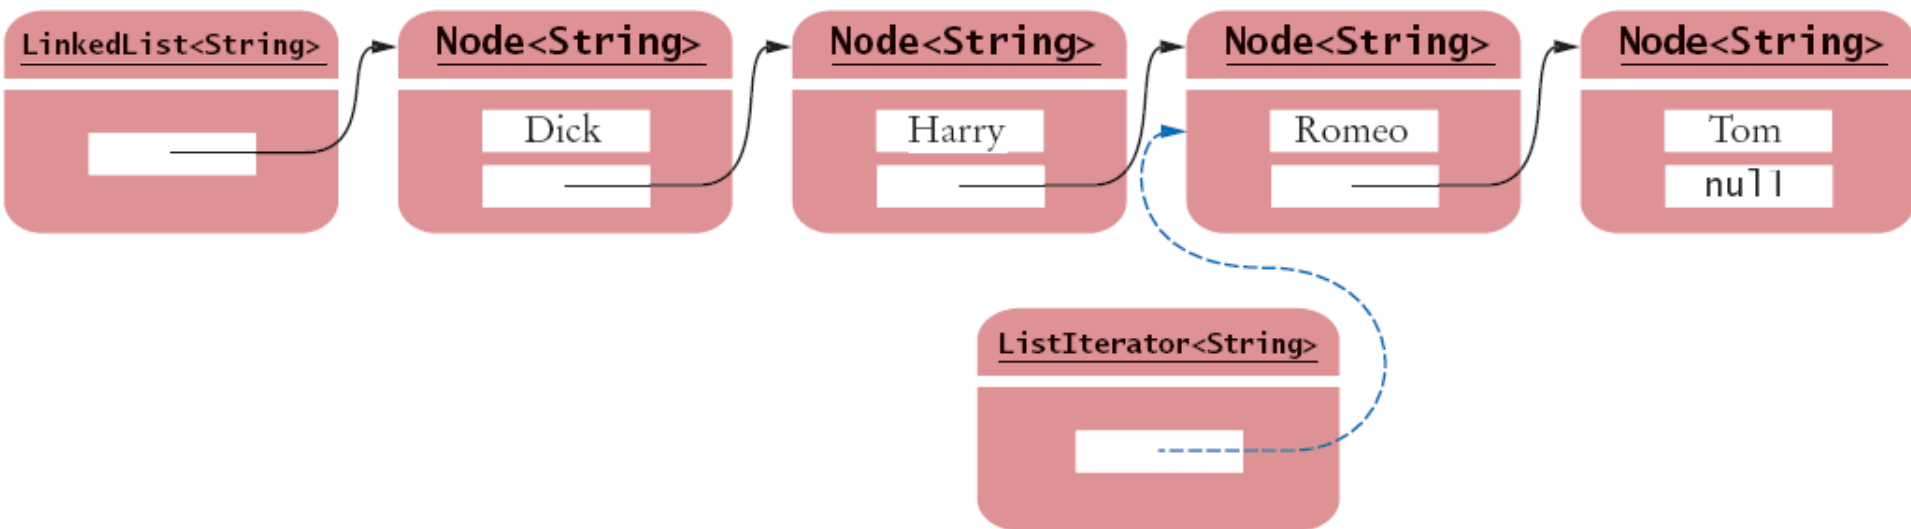 LinkedList<String>
Node<String>
Node<String>
Node<String>
Node<String>
Dick
Harry
Romeo
Tom
null
ListIterator<String>